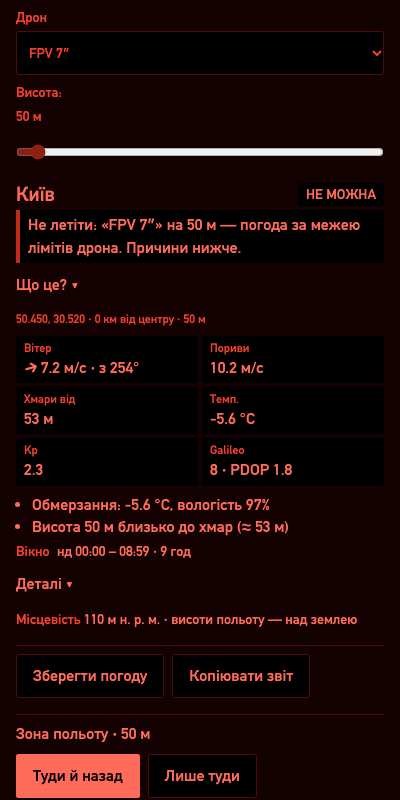 Дрон
FPV 7″
Висота:
50 м
Київ
НЕ МОЖНА
Не летіти: «FPV 7″» на 50 м — погода за межею
лімітів дрона. Причини нижче.
Що це? ▾
50.450, 30.520 · 0 км від центру · 50 м
Вітер
➔ 7.2 м/с · з 254°
Пориви
10.2 м/с
Хмари від
53 м
Темп.
-5.6 °C
Kp
2.3
Galileo
8 · PDOP 1.8
• Обмерзання: -5.6 °C, вологість 97%
• Висота 50 м близько до хмар (≈ 53 м)
Вікно нд 00:00 – 08:59 · 9 год
Деталі ▾
Місцевість 110 м н. р. м. · висоти польоту — над землею
Зберегти погоду
Копіювати звіт
Зона польоту · 50 м
Туди й назад
Лише туди